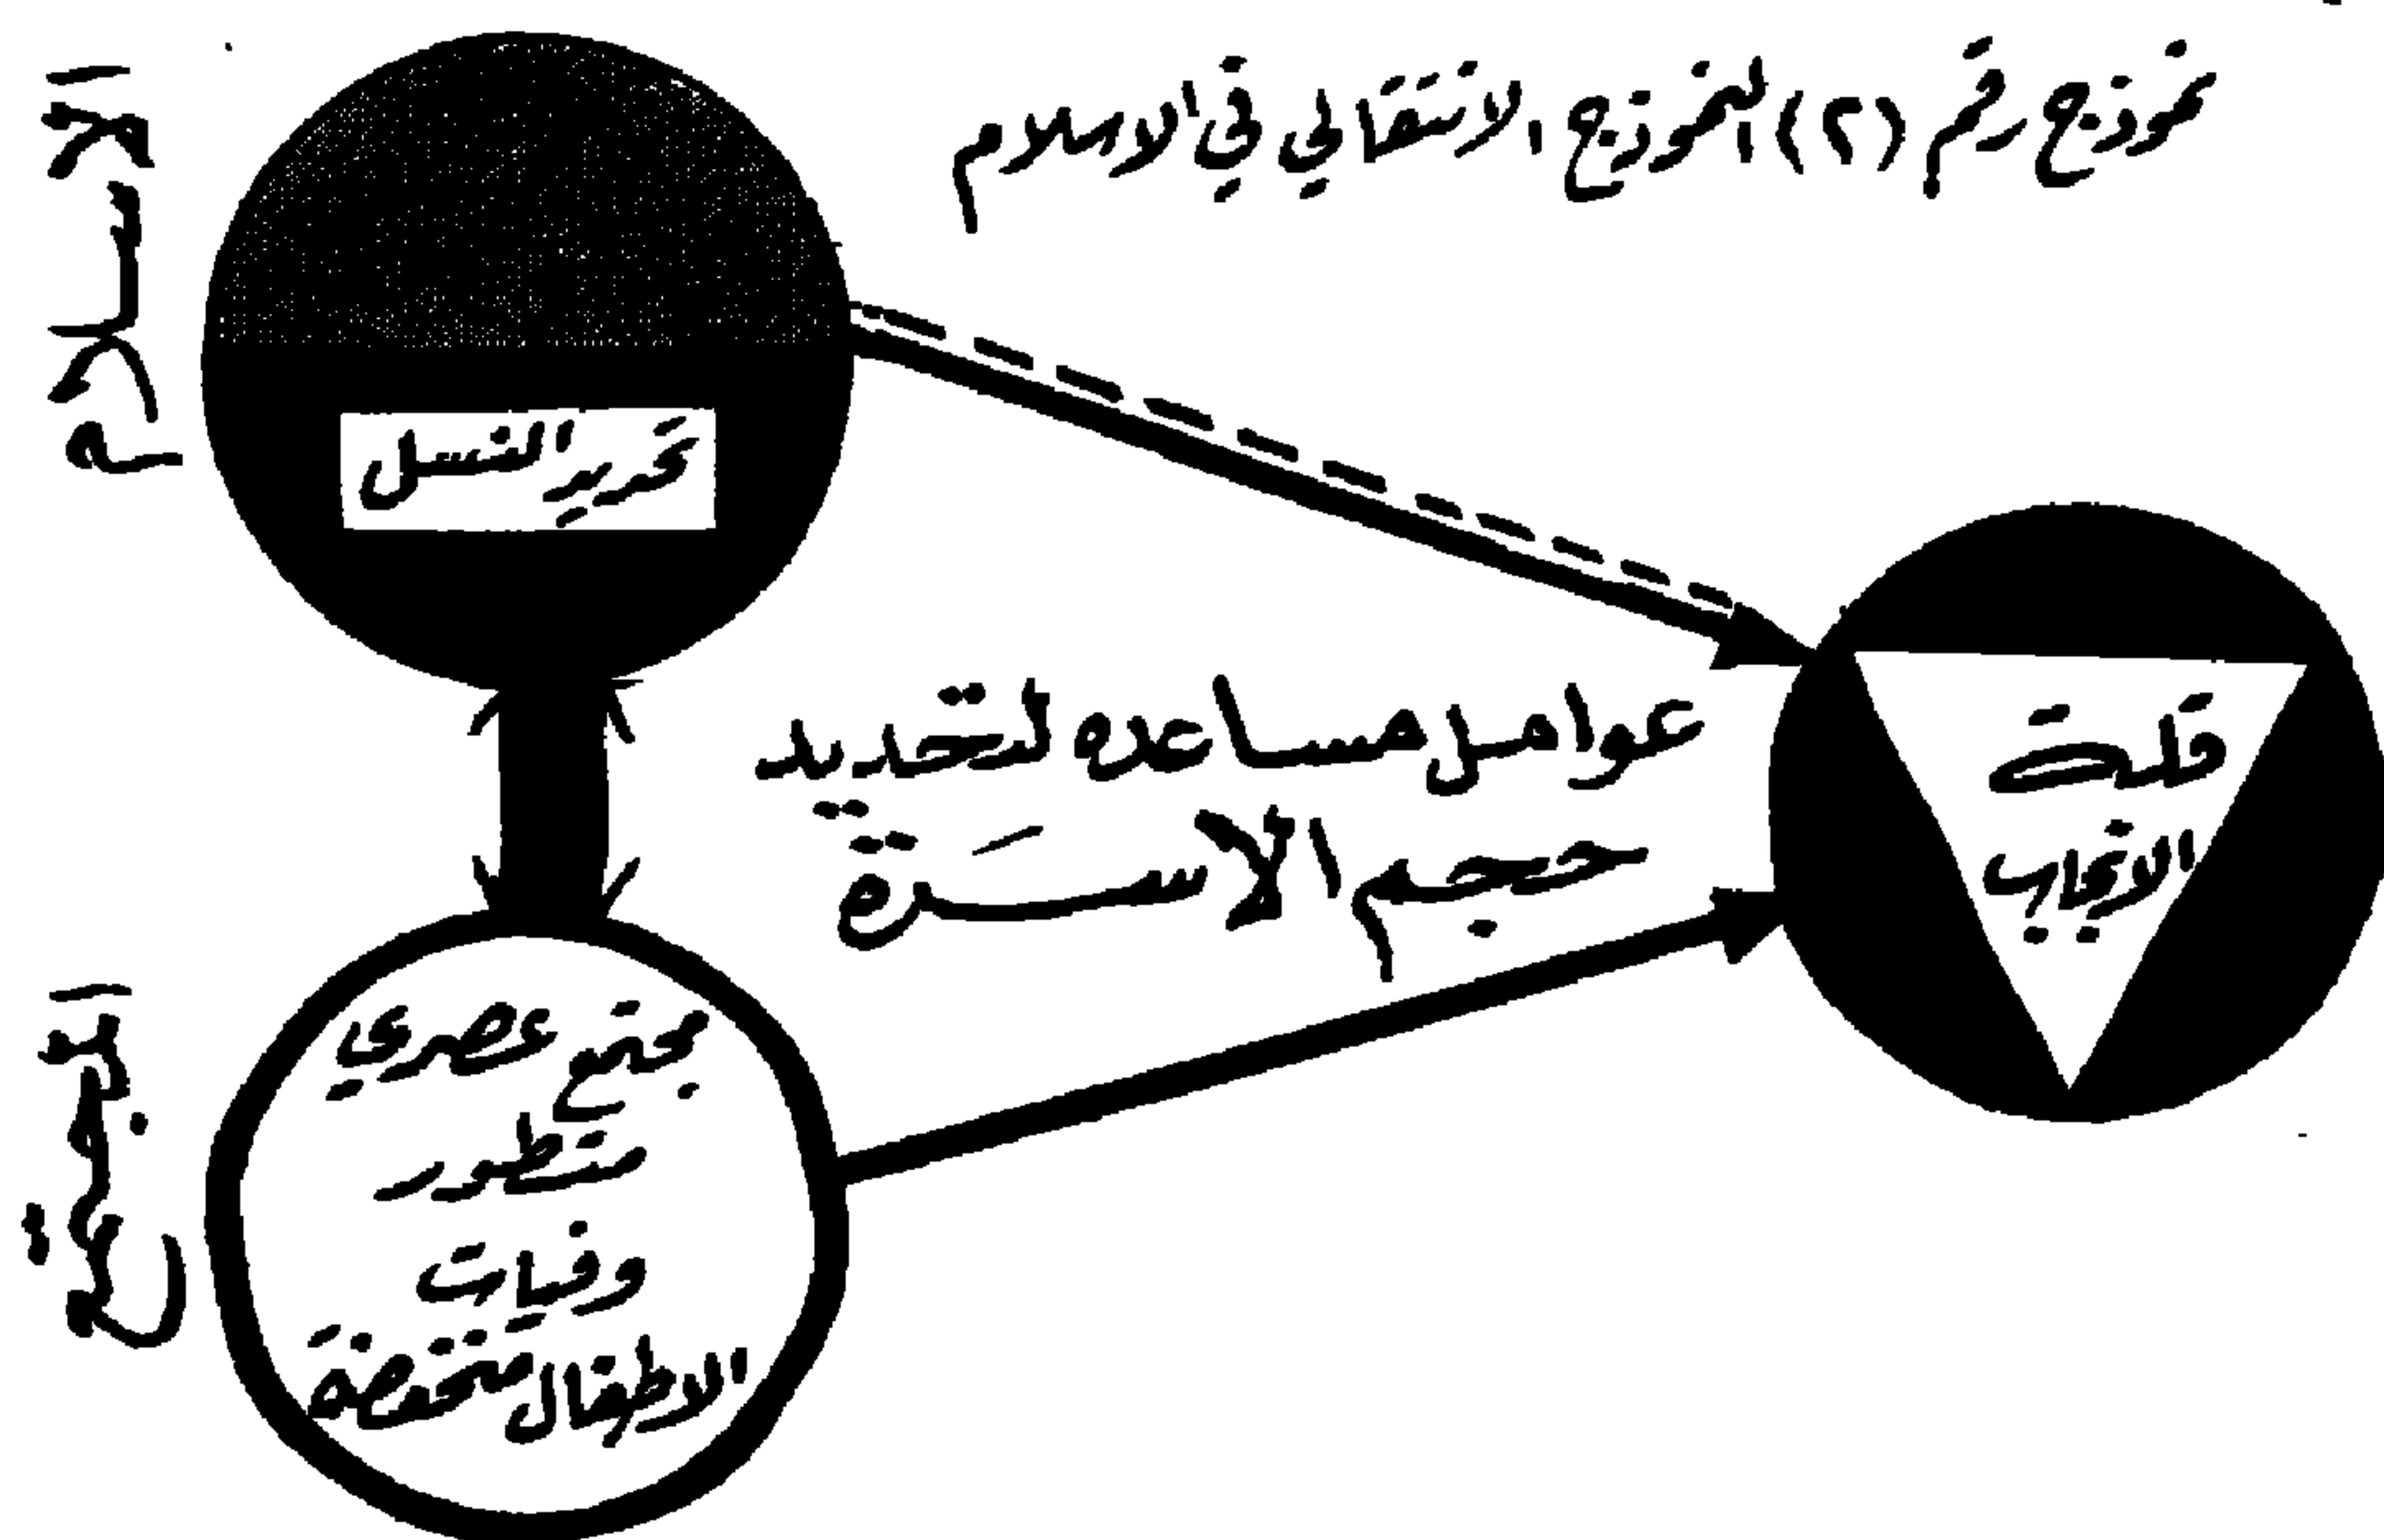 نموذج رقم (٢) النموذج الانتقالي في الاسلام
تحديد النسل
عوامل مساعده لتحديد
حجم الاسرة
قلة
الانجاب
مجتمع عصري
متطور
وفيات
الاطفال منخفضة